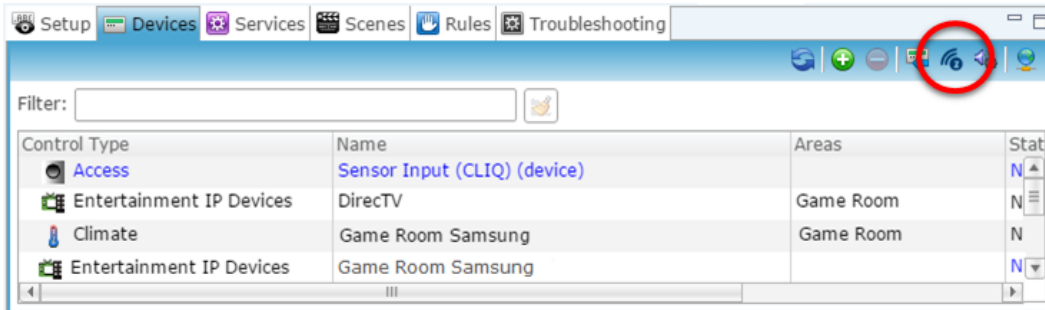 Setup Devices Services Scenes Rules Troubleshooting
Filter:
Control Type Name Areas Stat
Access Sensor Input (CLIQ) (device) N
Entertainment IP Devices DirecTV Game Room N
Climate Game Room Samsung Game Room N
Entertainment IP Devices Game Room Samsung N